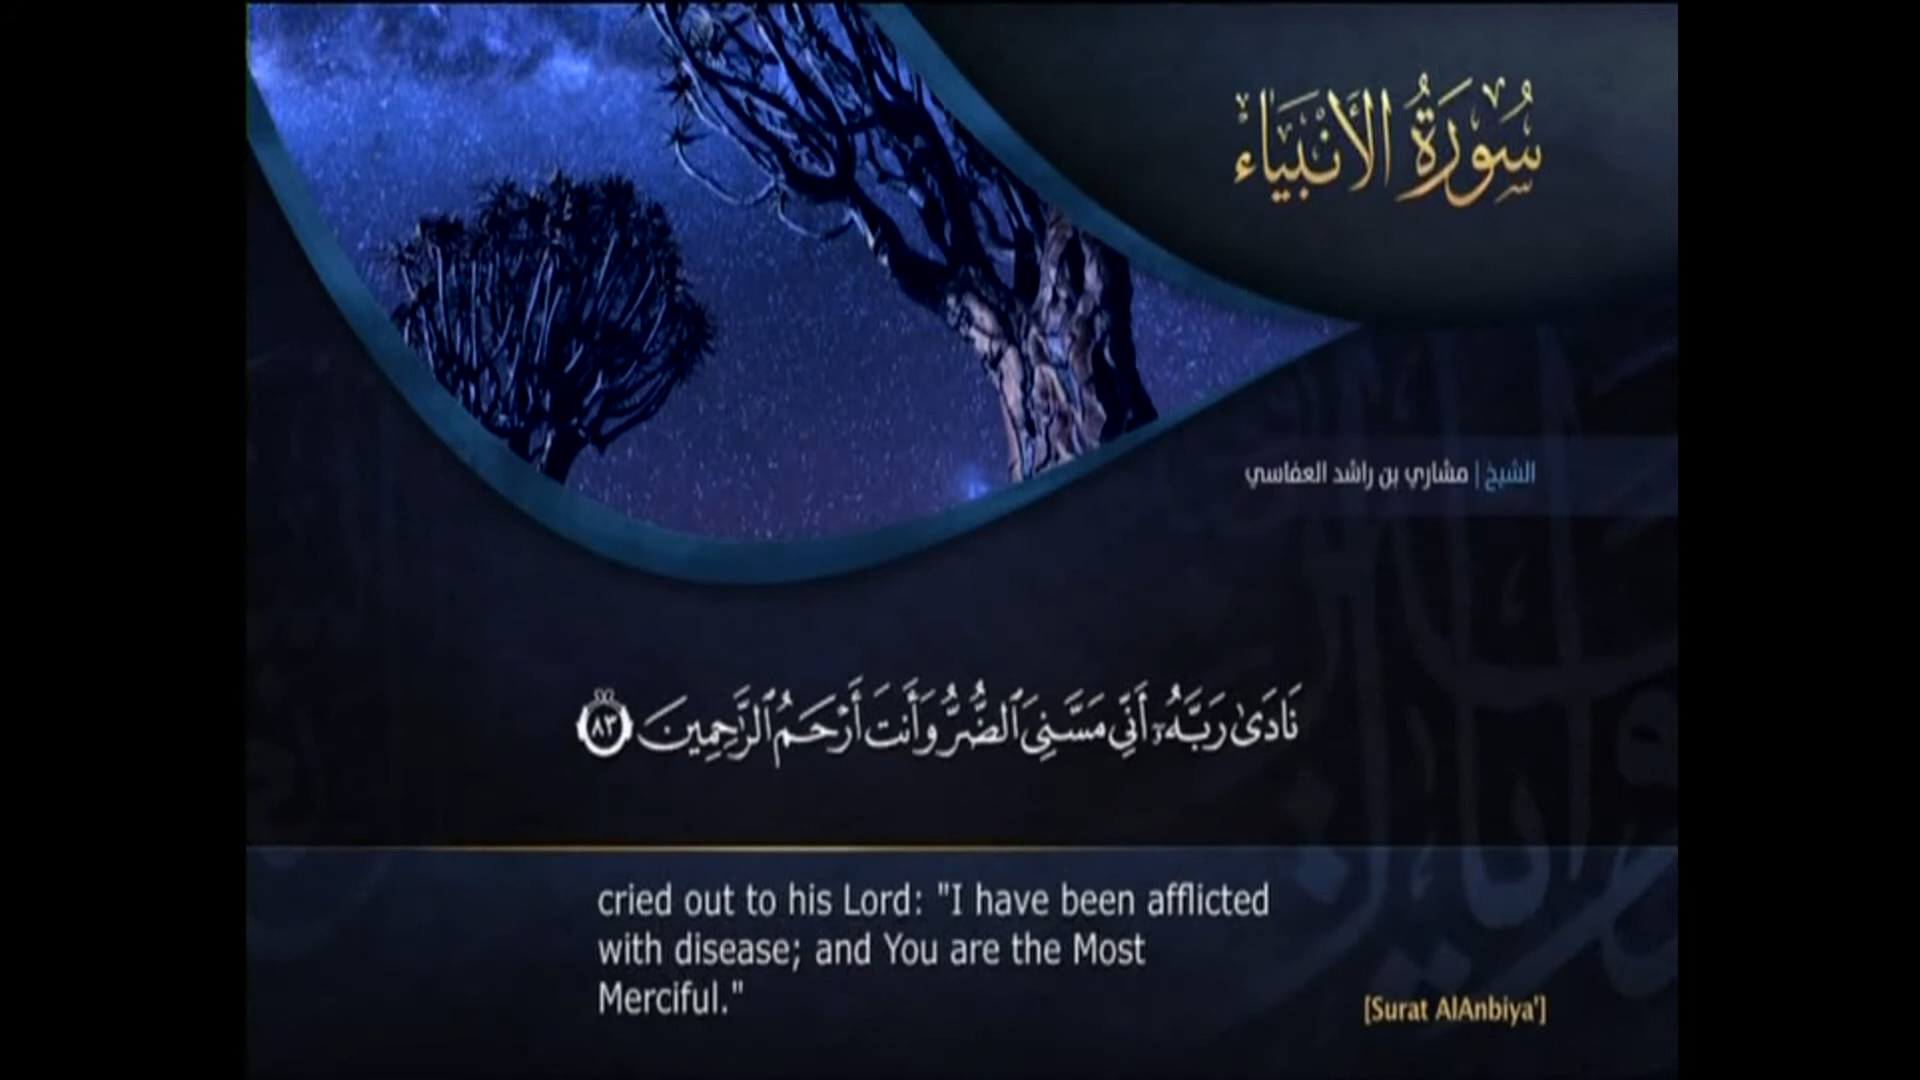 سُورَةُ الأَنْبِيَاءِ
الشيخ | مشاري بن راشد العفاسي
نَادَىٰ رَبَّهُۥٓ أَنِّي مَسَّنِيَ ٱلضُّرُّ وَأَنتَ أَرۡحَمُ ٱلرَّٰحِمِينَ ٨٣
cried out to his Lord: "I have been afflicted
with disease; and You are the Most
Merciful."
[Surat AlAnbiya']